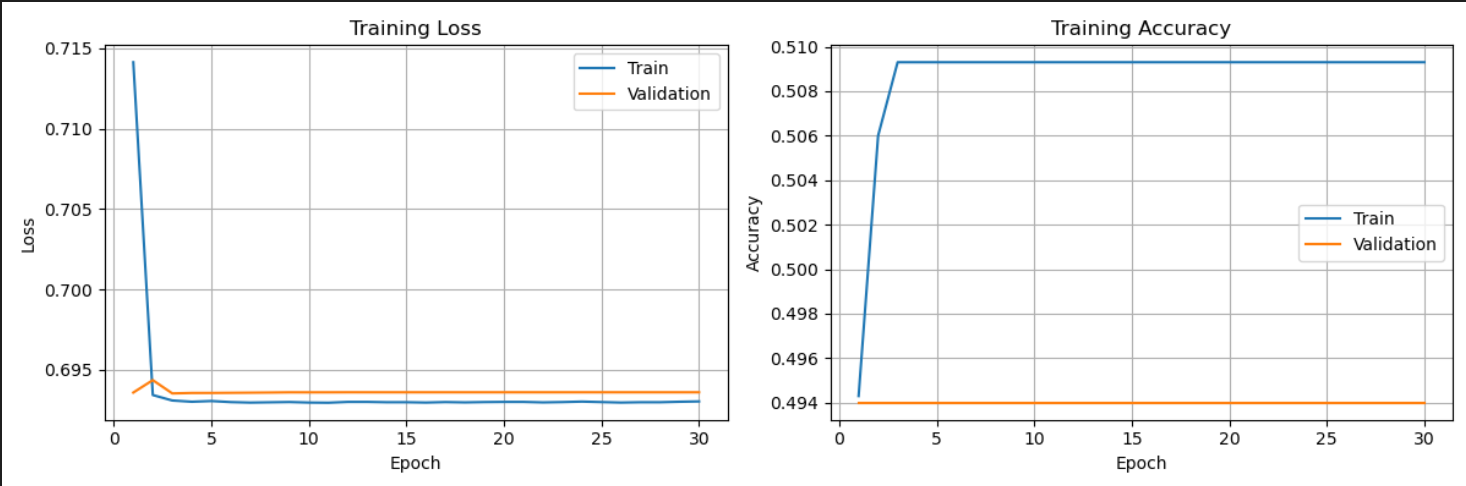 Training Loss
0.715
0.710
0.705
0.700
0.695
Loss
Train
Validation
0 5 10 15 20 25 30
Epoch
Training Accuracy
0.510
0.508
0.506
0.504
0.502
0.500
0.498
0.496
0.494
Accuracy
Train
Validation
0 5 10 15 20 25 30
Epoch